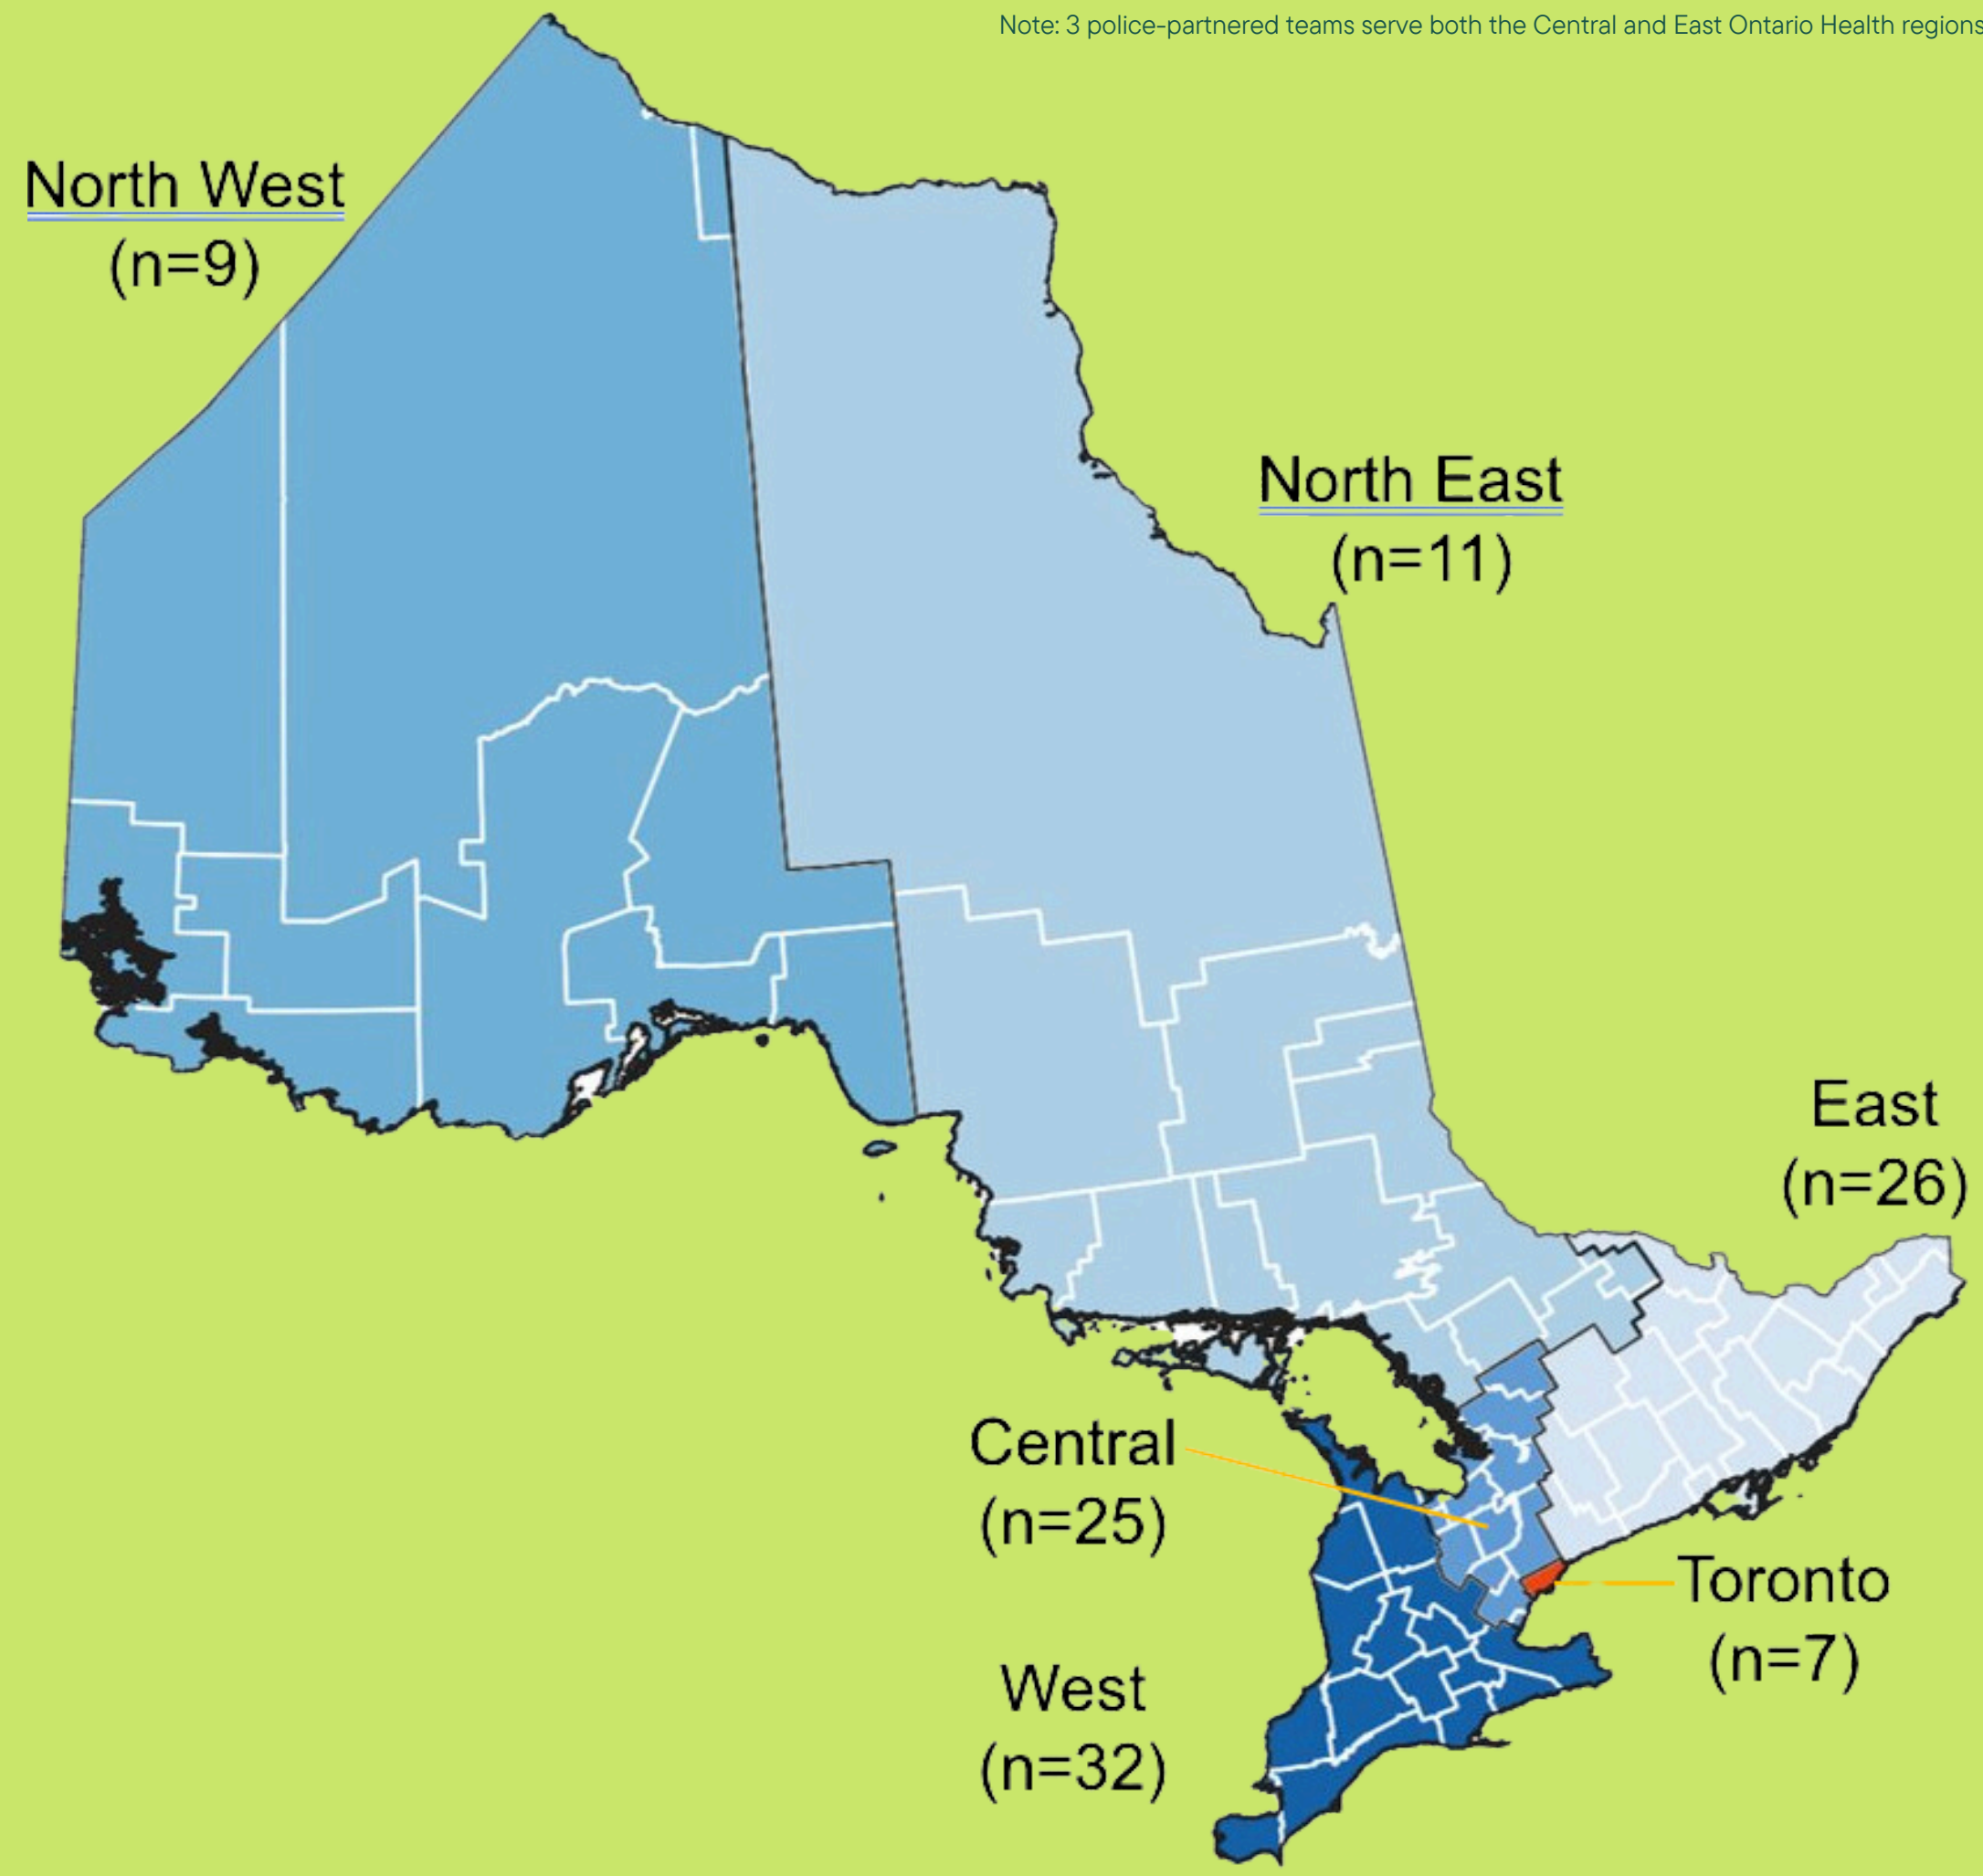 Note: 3 police-partnered teams serve both the Central and East Ontario Health regions
North West
(n=9)
North East
(n=11)
East
(n=26)
Central
(n=25)
Toronto
(n=7)
West
(n=32)